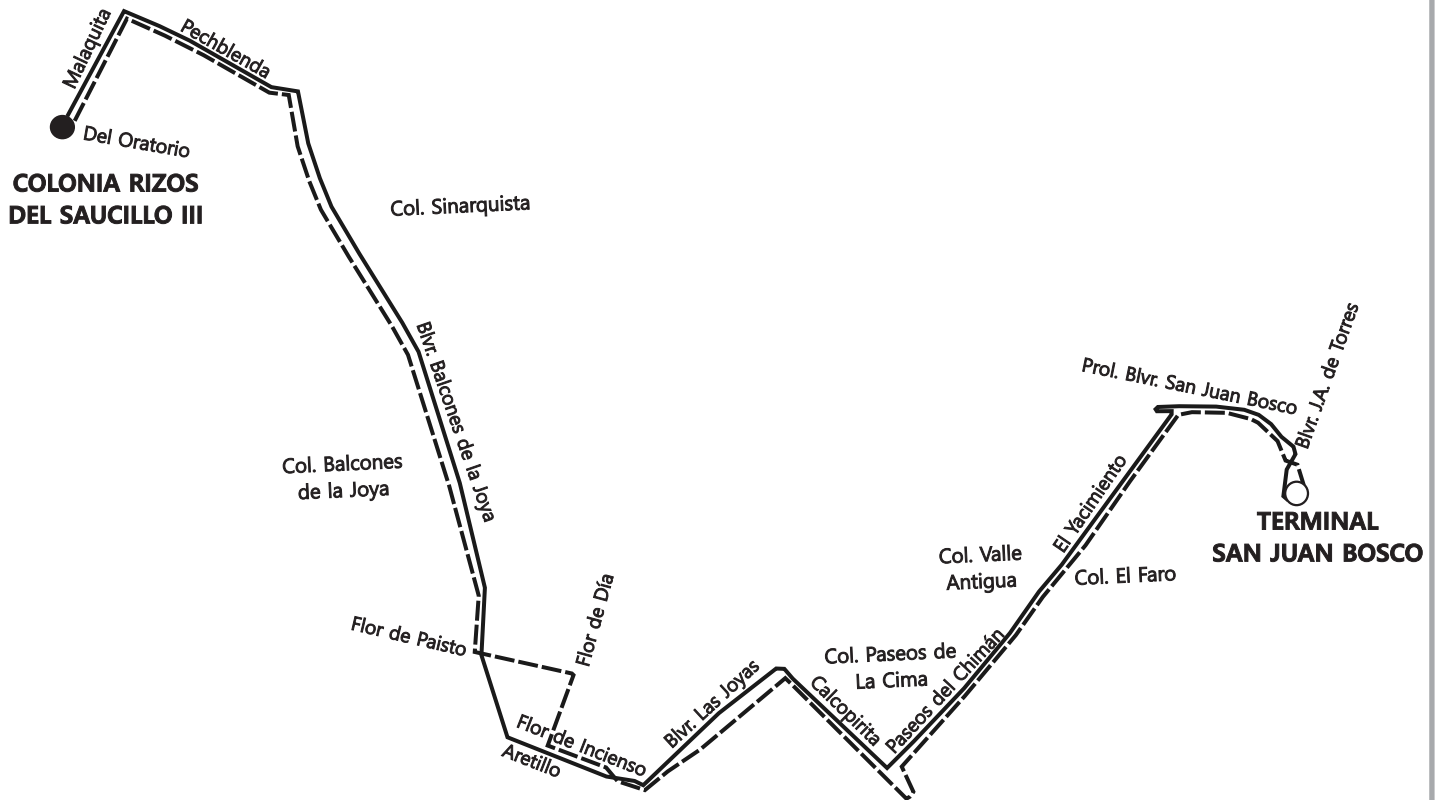 Malaquita
Pechblenda
Del Oratorio
COLONIA RIZOS
DEL SAUCILLO III
Col. Sinarquista
Blvr. Balcones de la Joya
Col. Balcones
de la Joya
Prol. Blvr. San Juan Bosco
Blvr. J.A. de Torres
TERMINAL
SAN JUAN BOSCO
El Yacimiento
Col. Valle
Antigua
Col. El Faro
Flor de Paisto
Flor de Día
Col. Paseos de
La Cima
Paseos del Chimán
Calcopirita
Blvr. Las Joyas
Flor de Incienso
Aretillo